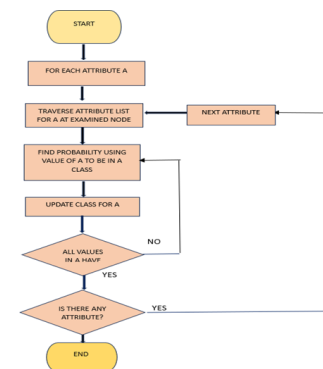 START
FOR EACH ATTRIBUTE A
TRAVERSE ATTRIBUTE LIST
FOR A AT EXAMINED NODE
NEXT ATTRIBUTE
FIND PROBABILITY USING
VALUE OF A TO BE IN A
CLASS
UPDATE CLASS FOR A
NO
ALL VALUES
IN A HAVE
YES
IS THERE ANY
ATTRIBUTE?
YES
END